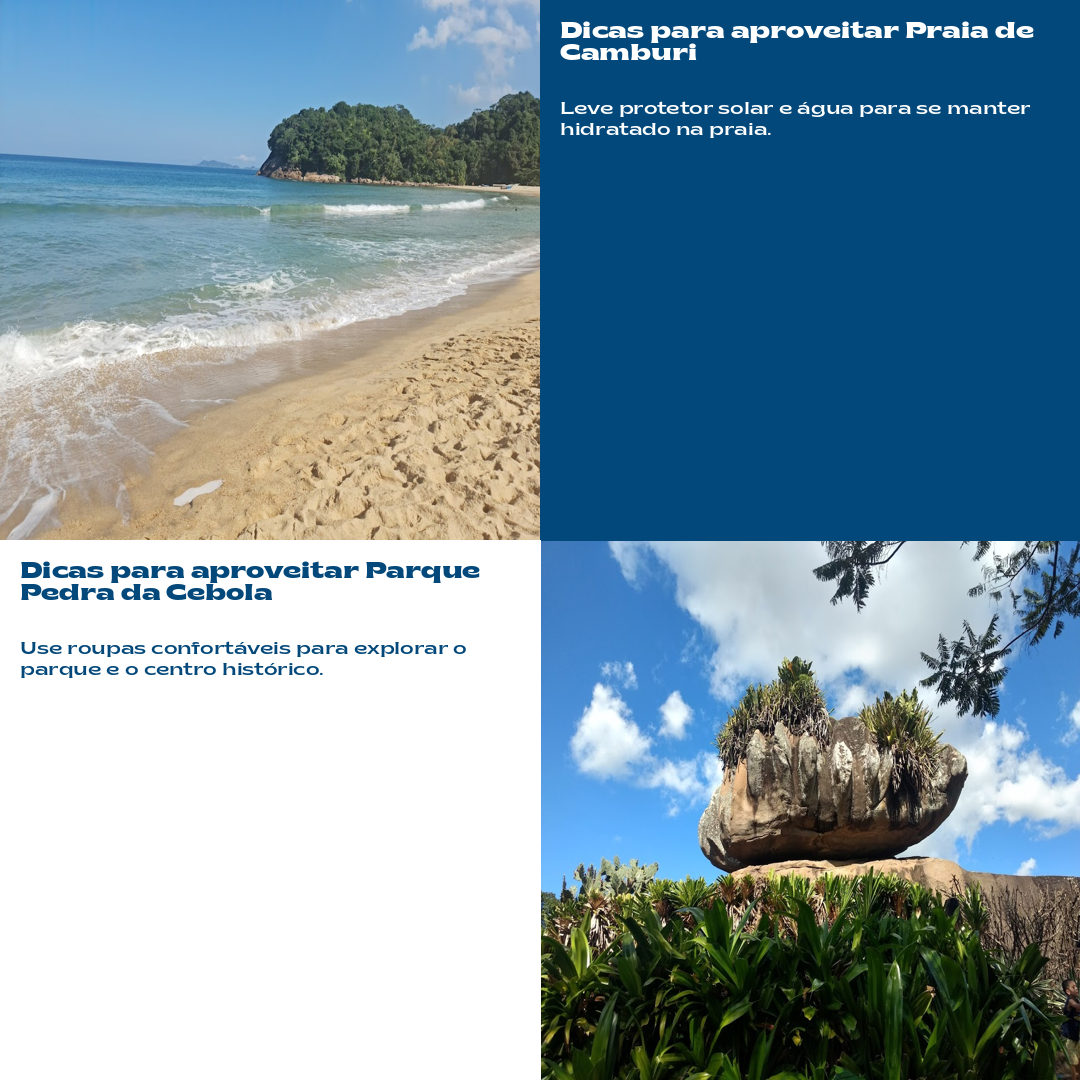 Dicas para aproveitar Praia de
Camburi
Leve protetor solar e água para se manter
hidratado na praia.
Dicas para aproveitar Parque
Pedra da Cebola
Use roupas confortáveis para explorar o
parque e o centro histórico.